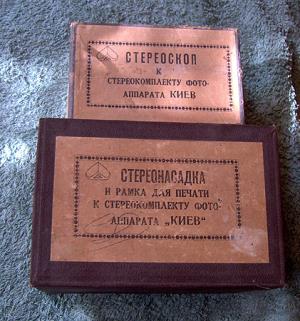 СТЕРЕОСКОП
К
СТЕРЕОКОМПЛЕКТУ ФОТО-
АППАРАТА КИЕВ
СТЕРЕОНАСАДКА
И РАМКА ДЛЯ ПЕЧАТИ
К СТЕРЕОКОМПЛЕКТУ ФОТО-
АППАРАТА „КИЕВ"